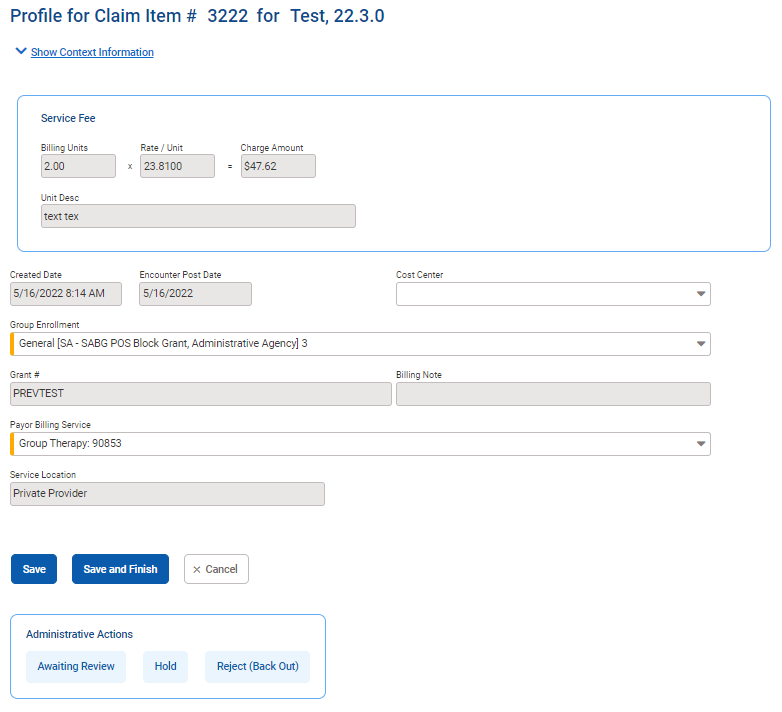 Profile for Claim Item # 3222 for Test, 22.3.0
Show Context Information
Service Fee
Billing Units Rate / Unit Charge Amount
2.00 x 23.8100 = $47.62
Unit Desc
text tex
Created Date Encounter Post Date Cost Center
5/16/2022 8:14 AM 5/16/2022
Group Enrollment
General [SA - SABG POS Block Grant, Administrative Agency] 3
Grant # Billing Note
PREVTEST
Payor Billing Service
Group Therapy: 90853
Service Location
Private Provider
Save Save and Finish × Cancel
Administrative Actions
Awaiting Review Hold Reject (Back Out)